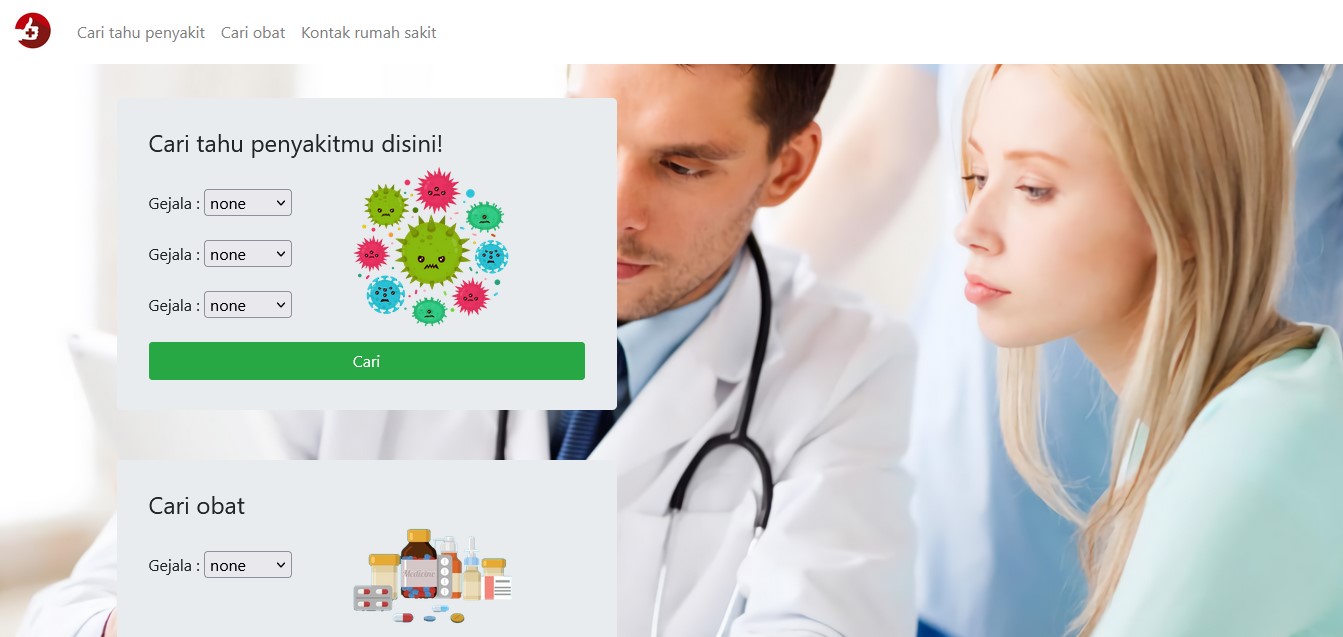 Cari tahu penyakit Cari obat Kontak rumah sakit
Cari tahu penyakitmu disini!
Gejala : none
Gejala : none
Gejala : none
Cari
Cari obat
Gejala : none
Medicine